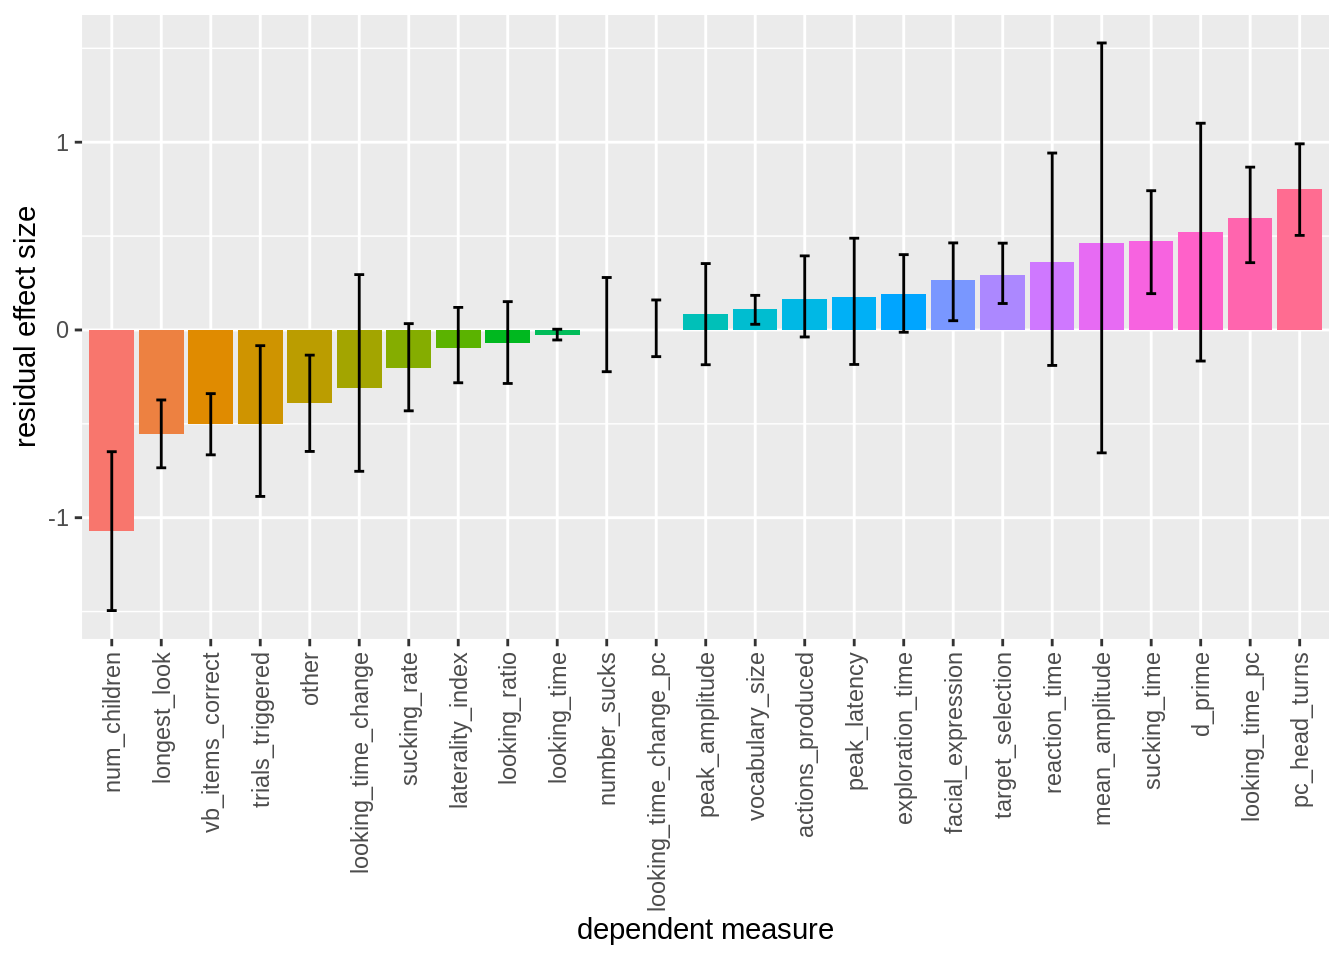 residual effect size
1
0
-1
num_children
longest_look
vb_items_correct
trials_triggered
other
looking_time_change
sucking_rate
laterality_index
looking_ratio
looking_time
number_sucks
looking_time_change_pc
peak_amplitude
vocabulary_size
actions_produced
peak_latency
exploration_time
facial_expression
target_selection
reaction_time
mean_amplitude
sucking_time
d_prime
looking_time_pc
pc_head_turns
dependent measure